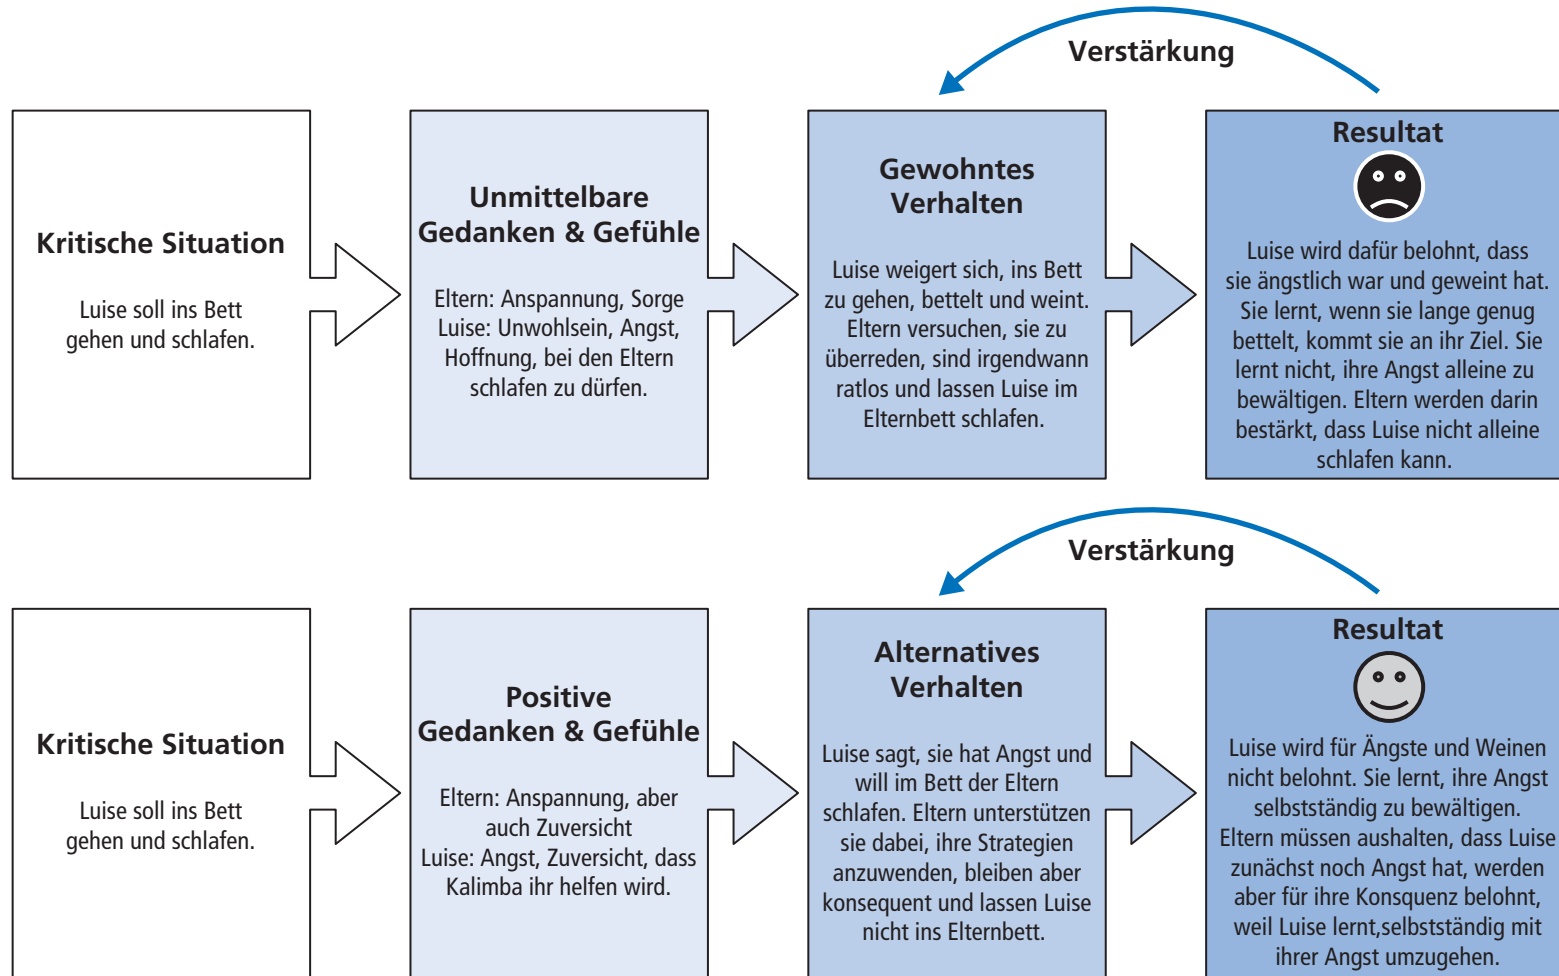 Verstärkung
Kritische Situation
Luise soll ins Bett
gehen und schlafen.
Unmittelbare
Gedanken & Gefühle
Eltern: Anspannung, Sorge
Luise: Unwohlsein, Angst,
Hoffnung, bei den Eltern
schlafen zu dürfen.
Gewohntes
Verhalten
Luise weigert sich, ins Bett
zu gehen, bettelt und weint.
Eltern versuchen, sie zu
überreden, sind irgendwann
ratlos und lassen Luise im
Elternbett schlafen.
Resultat
Luise wird dafür belohnt, dass
sie ängstlich war und geweint hat.
Sie lernt, wenn sie lange genug
bettelt, kommt sie an ihr Ziel. Sie
lernt nicht, ihre Angst alleine zu
bewältigen. Eltern werden darin
bestärkt, dass Luise nicht alleine
schlafen kann.
Verstärkung
Kritische Situation
Luise soll ins Bett
gehen und schlafen.
Positive
Gedanken & Gefühle
Eltern: Anspannung, aber
auch Zuversicht
Luise: Angst, Zuversicht, dass
Kalimba ihr helfen wird.
Alternatives
Verhalten
Luise sagt, sie hat Angst und
will im Bett der Eltern
schlafen. Eltern unterstützen
sie dabei, ihre Strategien
anzuwenden, bleiben aber
konsequent und lassen Luise
nicht ins Elternbett.
Resultat
Luise wird für Ängste und Weinen
nicht belohnt. Sie lernt, ihre Angst
selbstständig zu bewältigen.
Eltern müssen aushalten, dass Luise
zunächst noch Angst hat, werden
aber für ihre Konsquenz belohnt,
weil Luise lernt,selbstständig mit
ihrer Angst umzugehen.